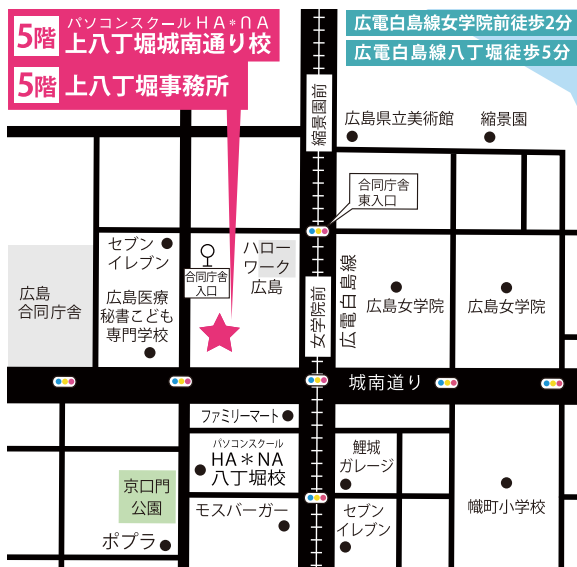 パソコンスクールHA＊ՈA
5階 上八丁堀城南通り校
5階 上八丁堀事務所
広電白島線女学院前徒歩2分
広電白島線八丁堀徒歩5分
縮景園前
広島県立美術館
縮景園
合同庁舎
東入口
セブン
イレブン
合同庁舎
入口
ハロー
ワーク
広島
広島
合同庁舎
広島医療
秘書こども
専門学校
女学院前
広電白島線
広島女学院
広島女学院
城南道り
ファミリーマート
パソコンスクール
HA＊NA
八丁堀校
鯉城
ガレージ
京口門
公園
モスバーガー
セブン
イレブン
幟町小学校
ポプラ